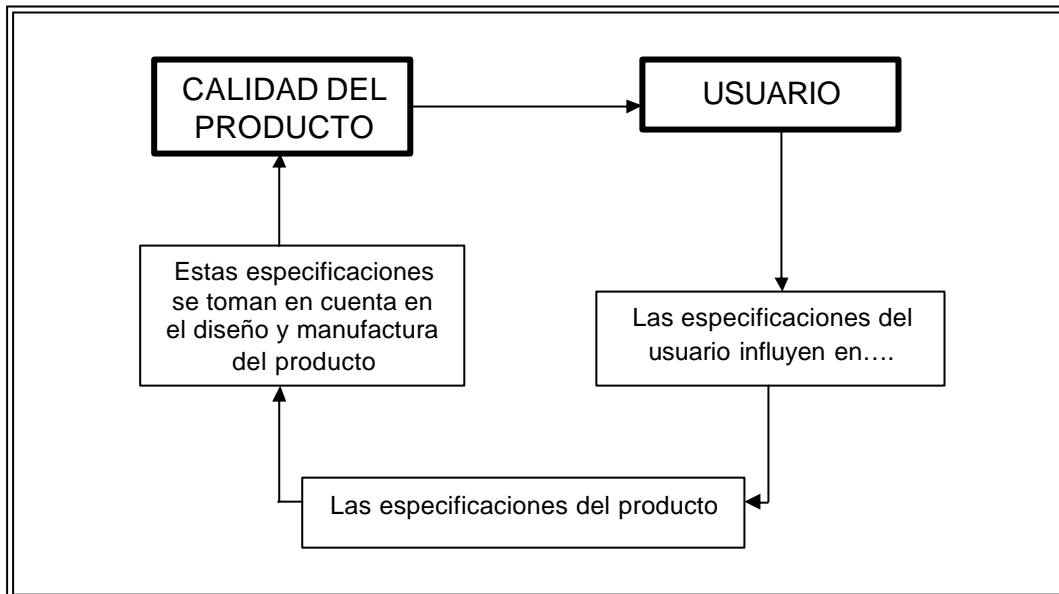 CALIDAD DEL
PRODUCTO
USUARIO
Estas especificaciones
se toman en cuenta en
el diseño y manufactura
del producto
Las especificaciones del
usuario influyen en….
Las especificaciones del producto